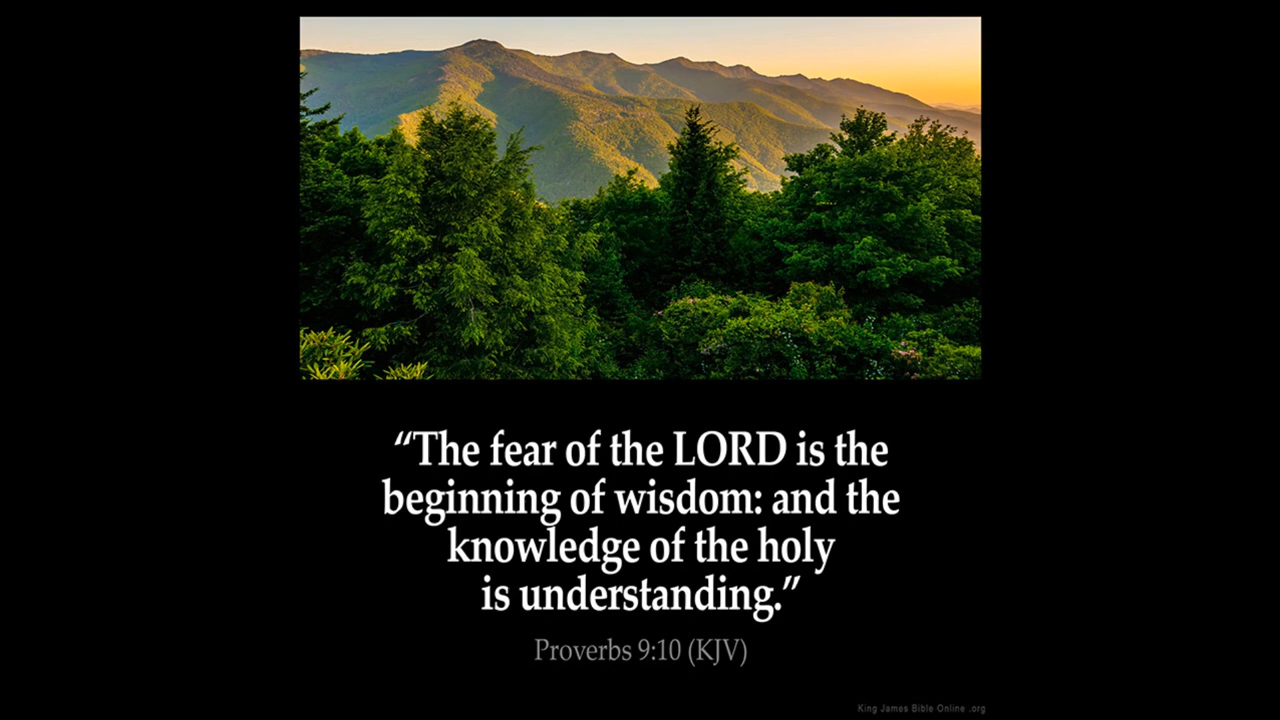 “The fear of the LORD is the
beginning of wisdom: and the
knowledge of the holy
is understanding.”
Proverbs 9:10 (KJV)
King James Bible Online .org